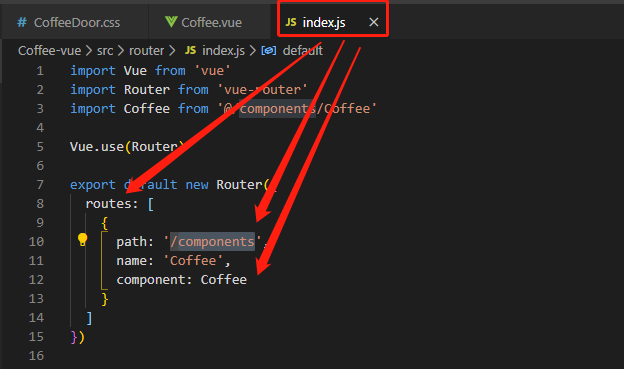 # CoffeeDoor.css Coffee.vue JS index.js ×
Coffee-vue > src > router > JS index.js > default
1 import Vue from 'vue'
2 import Router from 'vue-router'
3 import Coffee from '@/components/Coffee'
4
5 Vue.use(Router)
6
7 export default new Router({
8 routes: [
9 {
10 path: '/components',
11 name: 'Coffee',
12 component: Coffee
13 }
14 ]
15 })
16